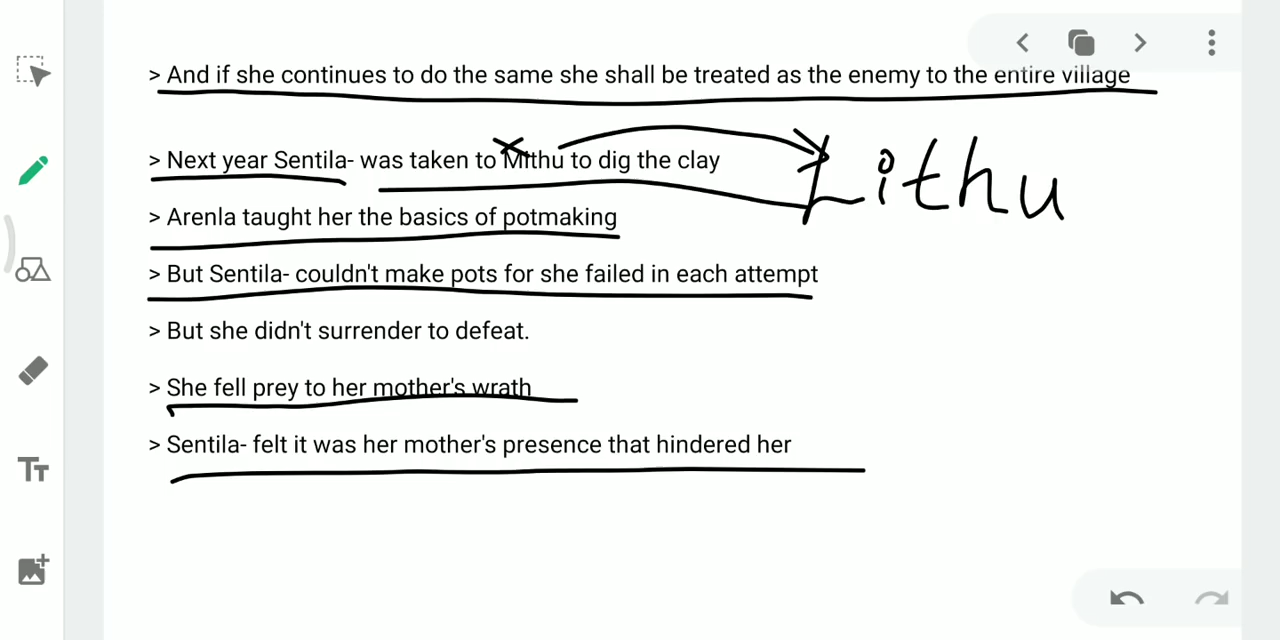 > And if she continues to do the same she shall be treated as the enemy to the entire village
> Next year Sentila- was taken to Mithu to dig the clay
Lithu
> Arenla taught her the basics of potmaking
> But Sentila- couldn't make pots for she failed in each attempt
> But she didn't surrender to defeat.
> She fell prey to her mother's wrath
> Sentila- felt it was her mother's presence that hindered her
TT